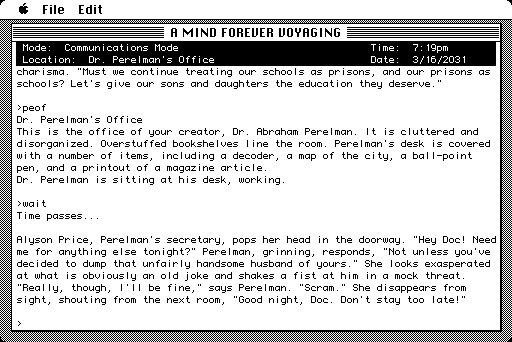 File Edit
A MIND FOREVER VOYAGING
Mode: Communications Mode Time: 7:19pm
Location: Dr. Perelman's Office Date: 3/16/2031
charisma. "Must we continue treating our schools as prisons, and our prisons as
schools? Let's give our sons and daughters the education they deserve."
>peof
Dr. Perelman's Office
This is the office of your creator, Dr. Abraham Perelman. It is cluttered and
disorganized. Overstuffed bookshelves line the room. Perelman's desk is covered
with a number of items, including a decoder, a map of the city, a ball-point
pen, and a printout of a magazine article.
Dr. Perelman is sitting at his desk, working.
>wait
Time passes...
Alyson Price, Perelman's secretary, pops her head in the doorway. "Hey Doc! Need
me for anything else tonight?" Perelman, grinning, responds, "Not unless you've
decided to dump that unfairly handsome husband of yours." She looks exasperated
at what is obviously an old joke and shakes a fist at him in a mock threat.
"Really, though, I'll be fine," says Perelman. "Scram." She disappears from
sight, shouting from the next room, "Good night, Doc. Don't stay too late!"
>